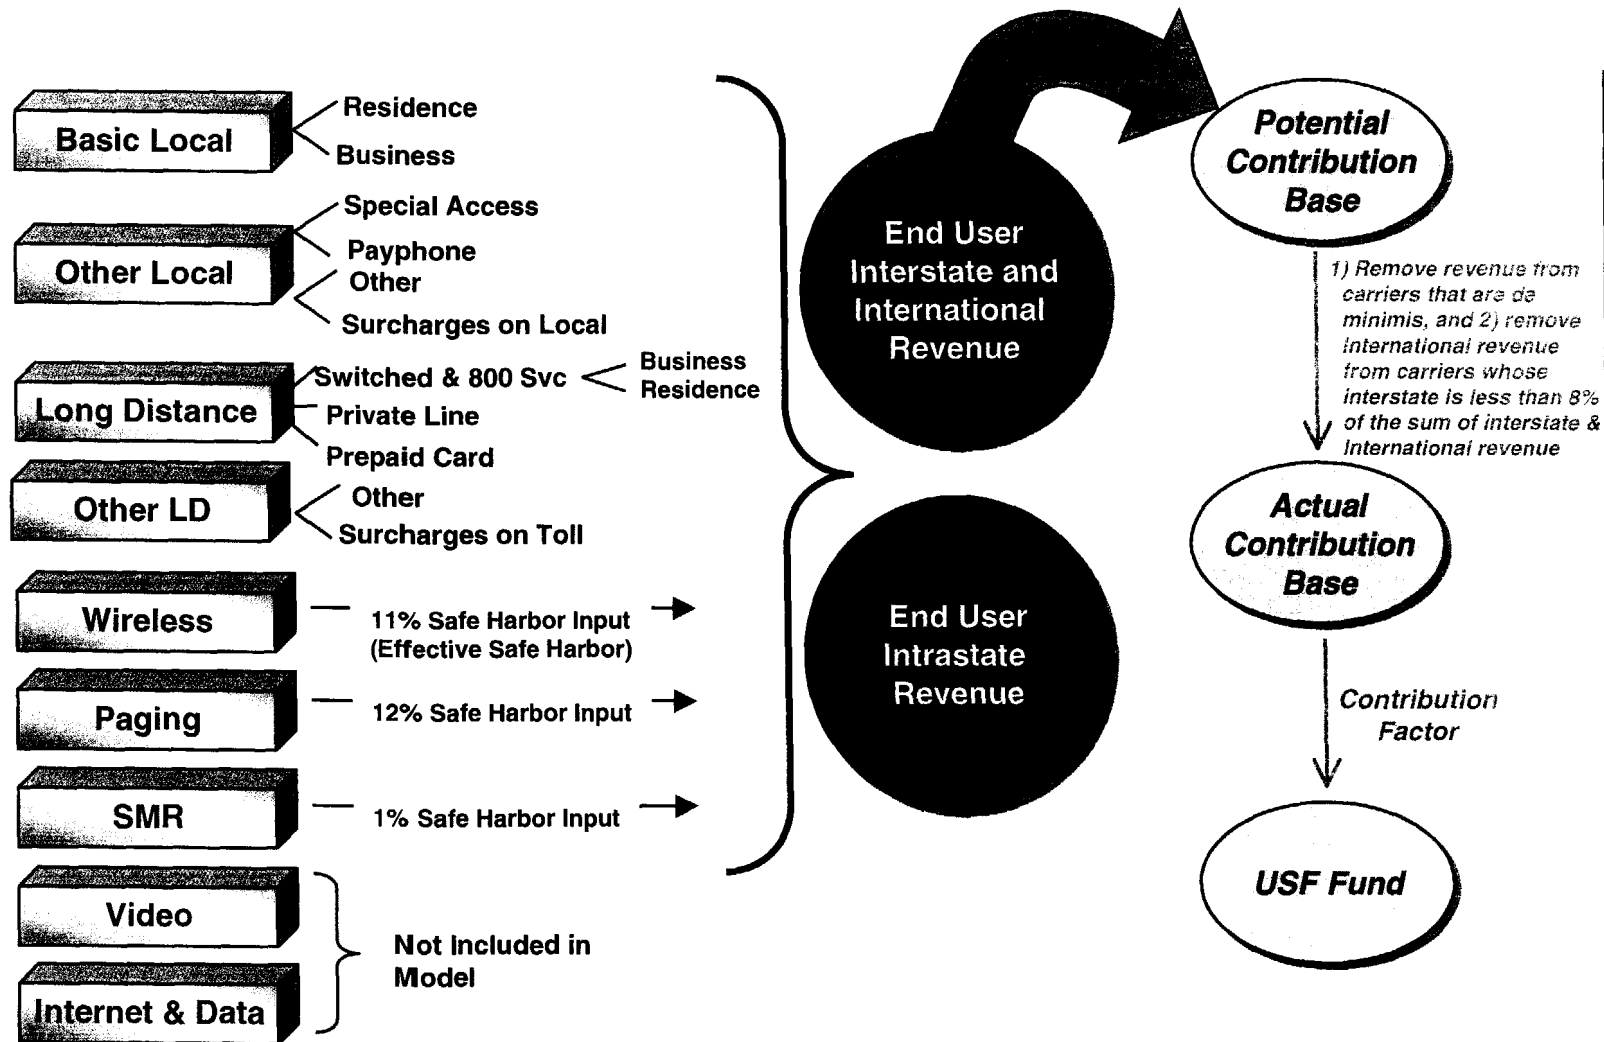 Basic Local
Residence
Business
Other Local
Special Access
Payphone
Other
Surcharges on Local
Long Distance
Switched & 800 Svc
Business
Residence
Private Line
Prepaid Card
Other LD
Other
Surcharges on Toll
Wireless
11% Safe Harbor Input
(Effective Safe Harbor)
Paging
12% Safe Harbor Input
SMR
1% Safe Harbor Input
Video
Internet & Data
Not Included in
Model
End User
Interstate and
International
Revenue
End User
Intrastate
Revenue
Potential
Contribution
Base
1) Remove revenue from
carriers that are de
minimis, and 2) remove
International revenue
from carriers whose
interstate is less than 8%
of the sum of interstate &
International revenue
Actual
Contribution
Base
Contribution
Factor
USF Fund